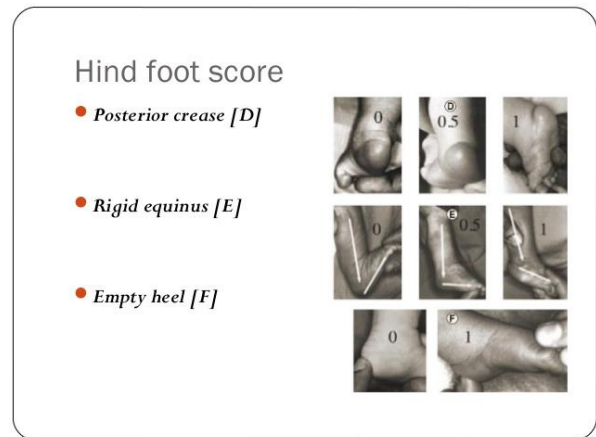 Hind foot score
Posterior crease [D]
Rigid equinus [E]
Empty heel [F]
D
0
0.5
1
E
0
0.5
1
F
0
1